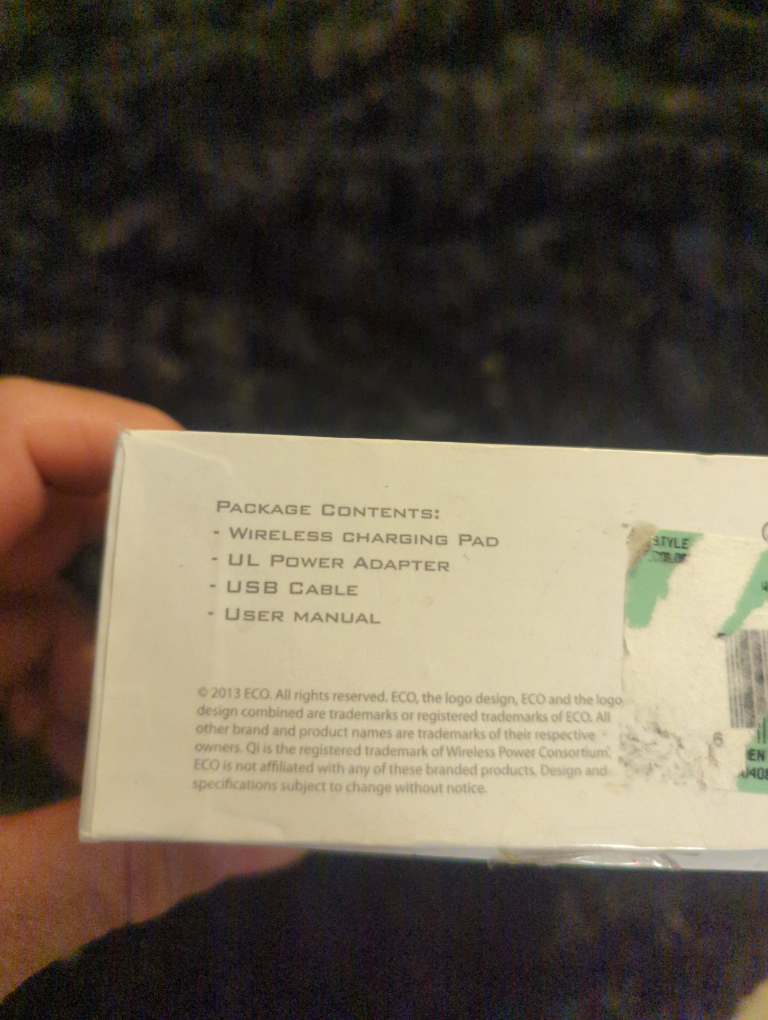 PACKAGE CONTENTS:
- WIRELESS CHARGING PAD
- UL POWER ADAPTER
- USB CABLE
- USER MANUAL
© 2013 ECO. All rights reserved. ECO, the logo design, ECO and the logo
design combined are trademarks or registered trademarks of ECO. All
other brand and product names are trademarks of their respective
owners. Qi is the registered trademark of Wireless Power Consortium.
ECO is not affiliated with any of these branded products. Design and
specifications subject to change without notice.
STYLE
6
EN